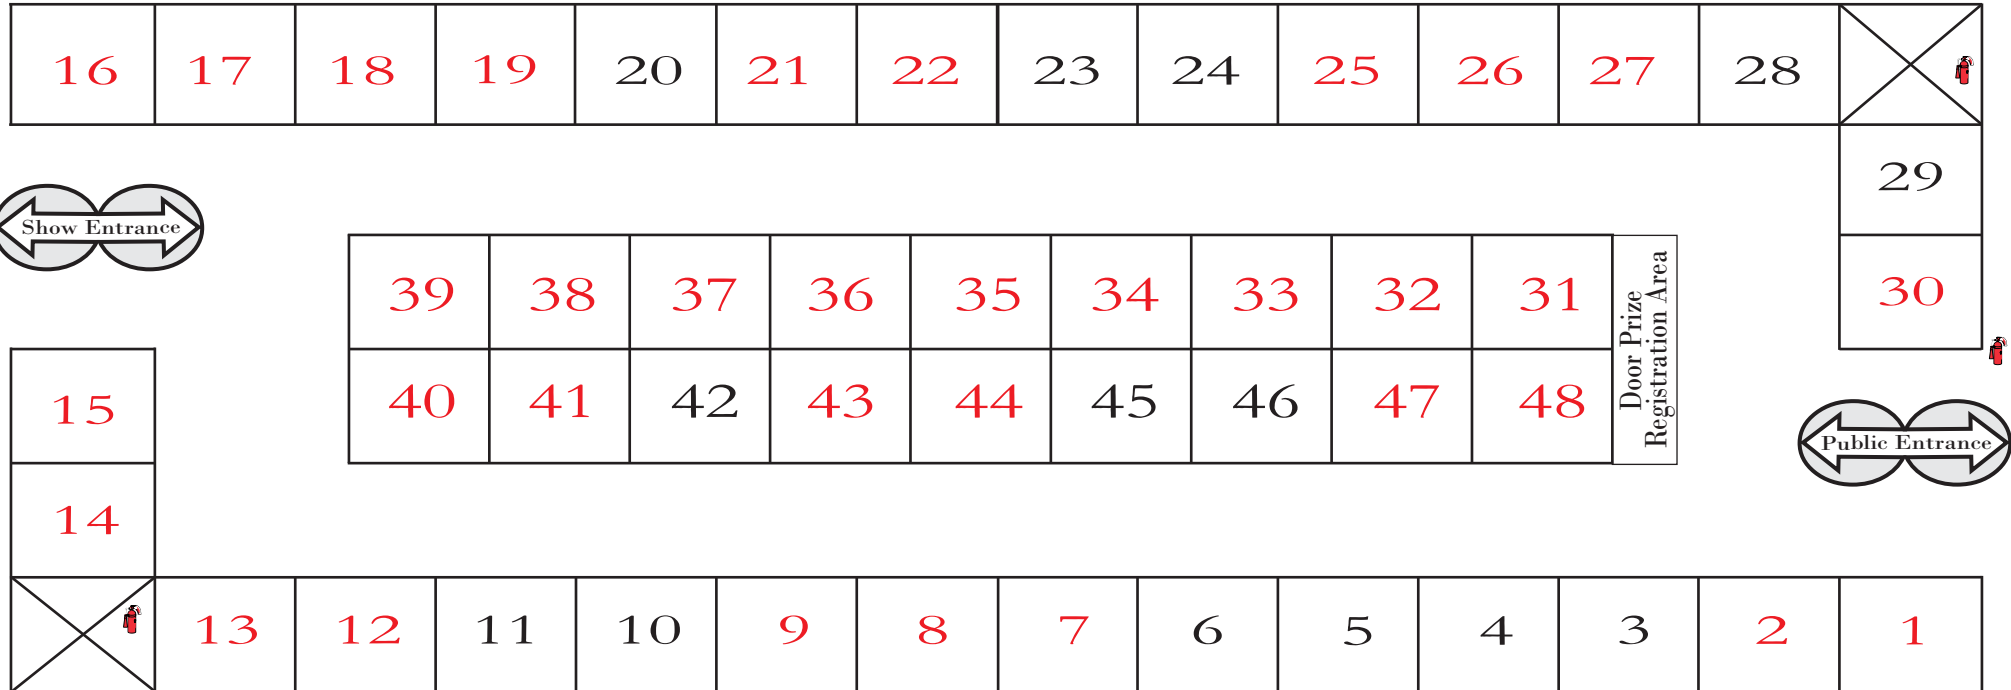 16 17 18 19 20 21 22 23 24 25 26 27 28
29
Show Entrance
39 38 37 36 35 34 33 32 31
30
Door Prize
Registration Area
15
40 41 42 43 44 45 46 47 48
Public Entrance
14
13 12 11 10 9 8 7 6 5 4 3 2 1